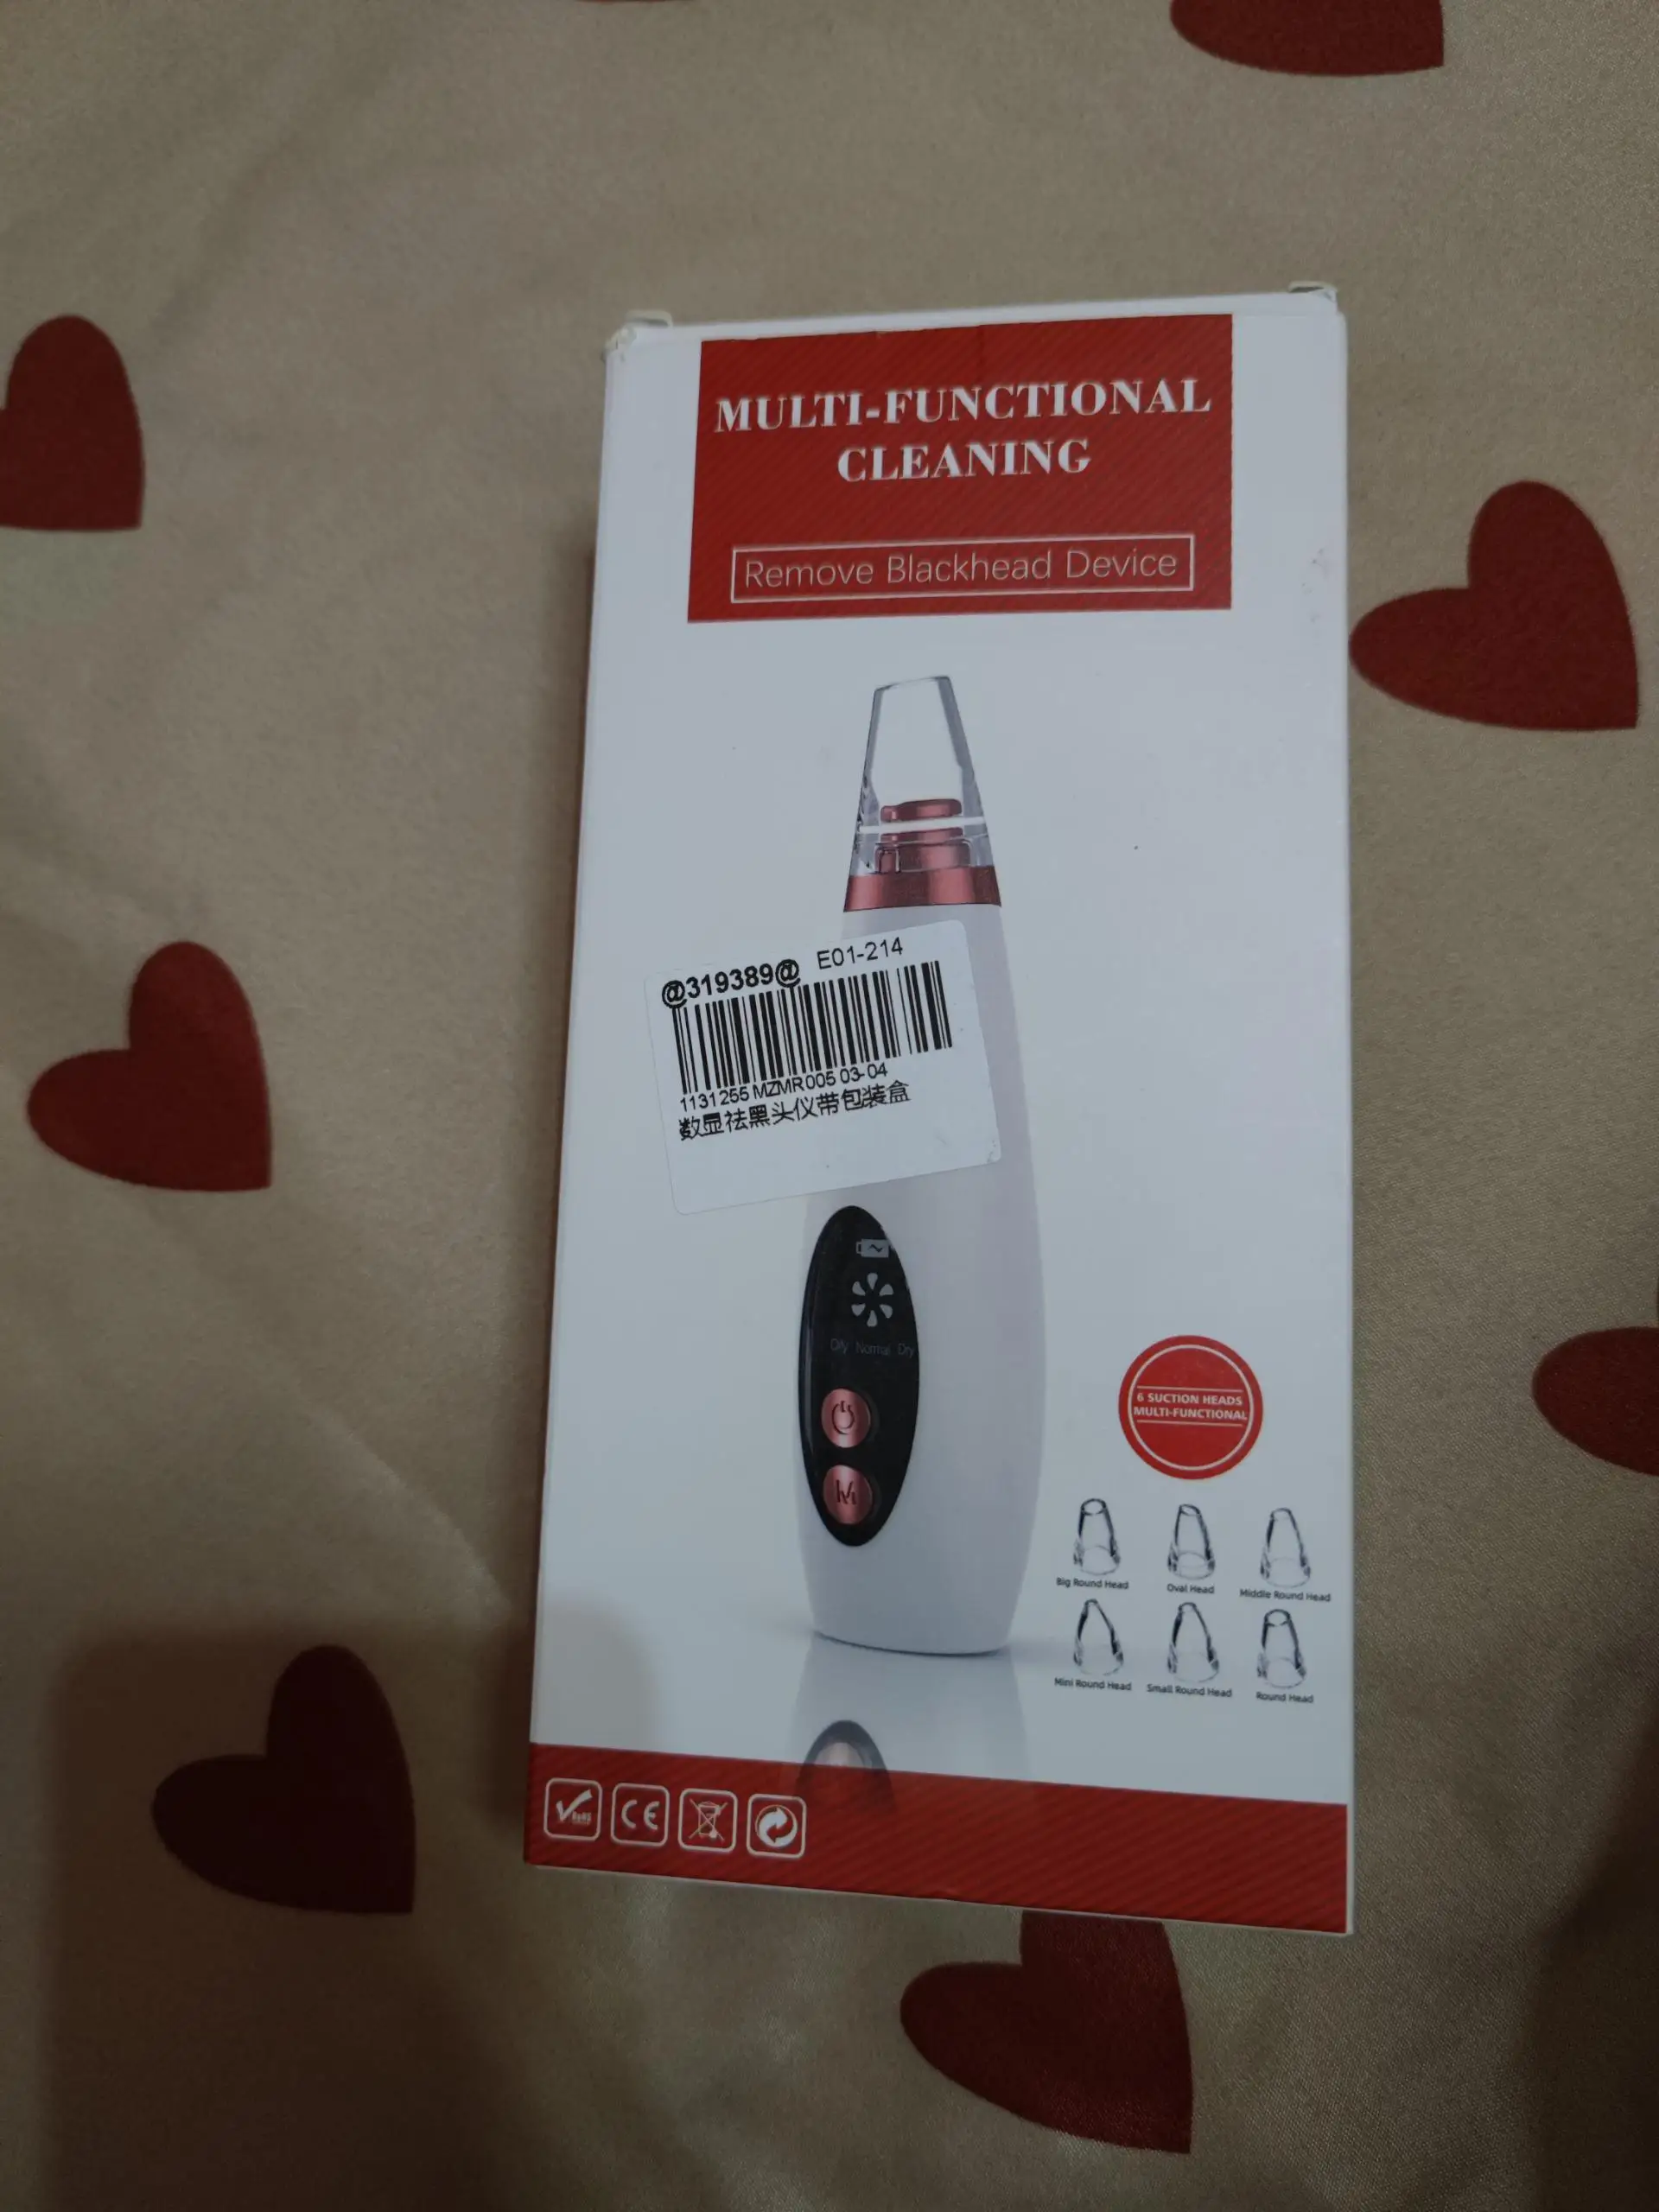 MULTI-FUNCTIONAL
CLEANING
Remove Blackhead Device
@319389@ E01-214
1131255 MZMR005 03-04
数显祛黑头仪带包装盒
Oily Normal Dry
M
6 SUCTION HEADS
MULTI-FUNCTIONAL
Big Round Head Oval Head Middle Round Head
Mini Round Head Small Round Head Round Head
RoHS CE